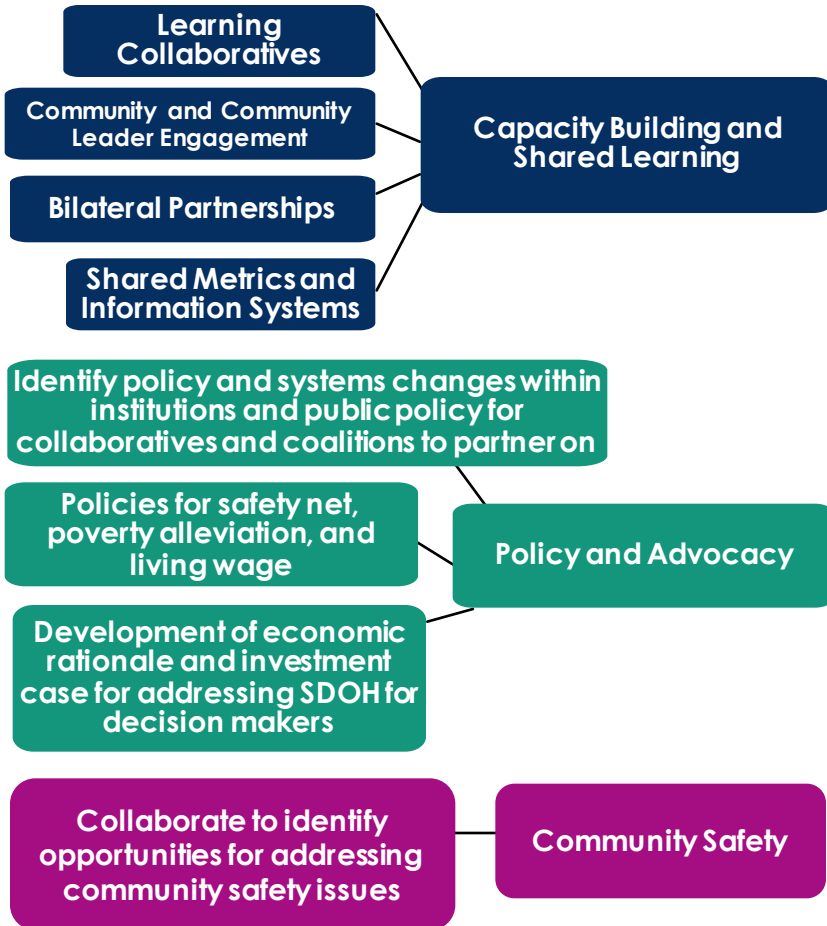 Learning
Collaboratives
Community and Community
Leader Engagement
Bilateral Partnerships
Shared Metrics and
Information Systems
Capacity Building and
Shared Learning
Identify policy and systems changes within
institutions and public policy for
collaboratives and coalitions to partner on
Policies for safety net,
poverty alleviation, and
living wage
Development of economic
rationale and investment
case for addressing SDOH for
decision makers
Policy and Advocacy
Collaborate to identify
opportunities for addressing
community safety issues
Community Safety